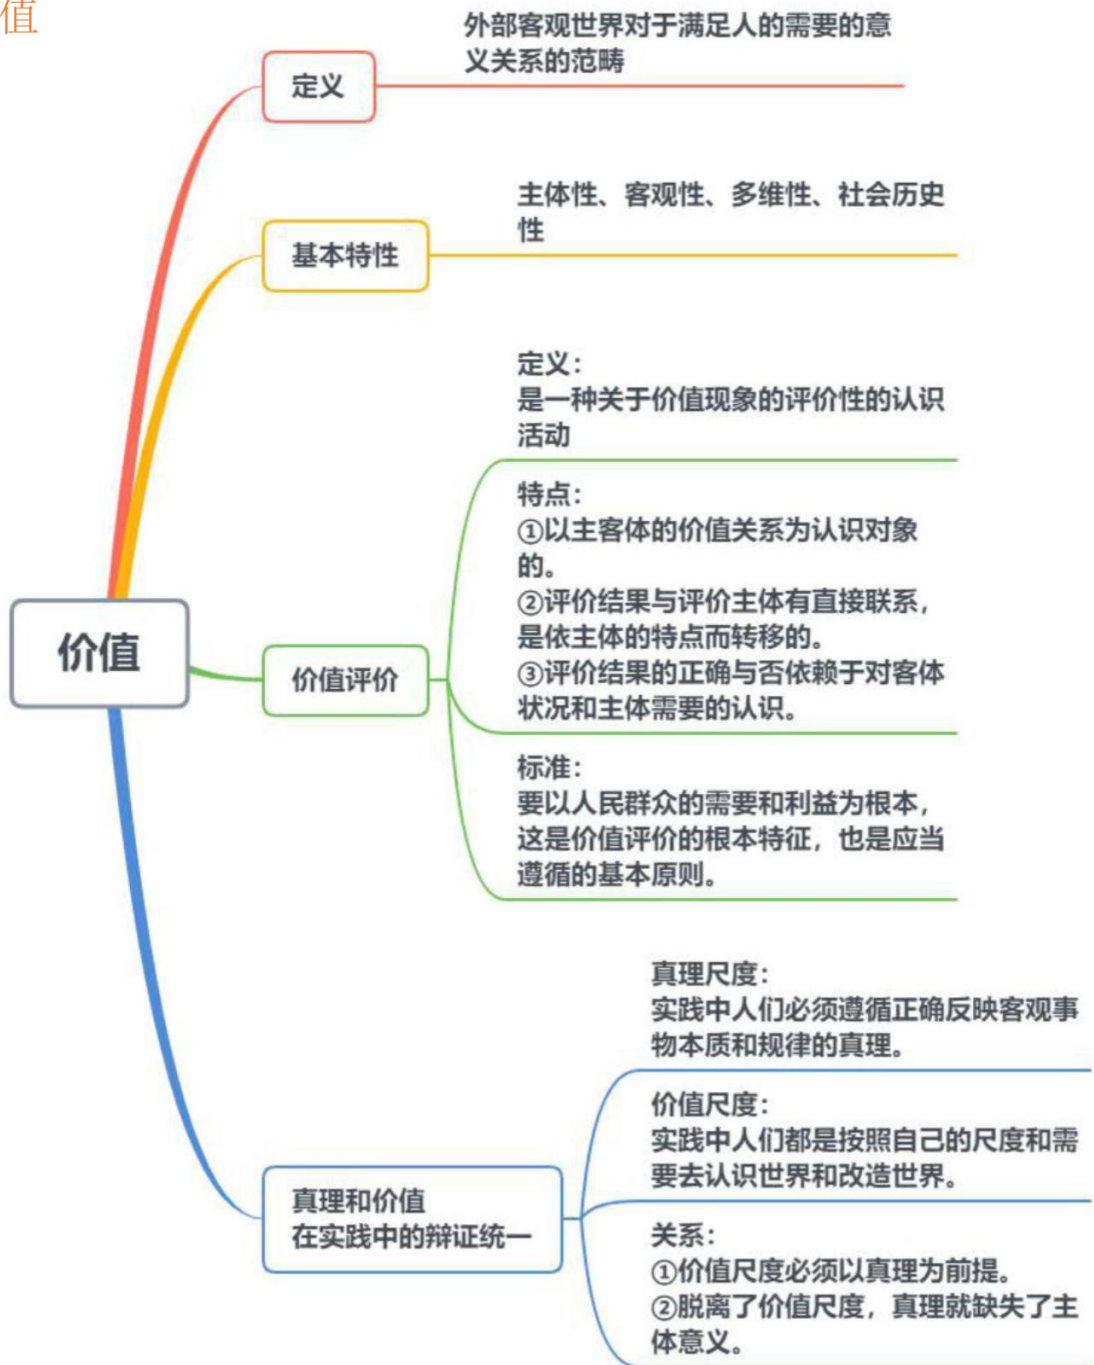 值
外部客观世界对于满足人的需要的意
义关系的范畴
定义
主体性、客观性、多维性、社会历史
性
基本特性
定义：
是一种关于价值现象的评价性的认识
活动
特点：
①以主客体的价值关系为认识对象
的。
②评价结果与评价主体有直接联系，
是依主体的特点而转移的。
③评价结果的正确与否依赖于对客体
状况和主体需要的认识。
价值
价值评价
标准：
要以人民群众的需要和利益为根本，
这是价值评价的根本特征，也是应当
遵循的基本原则。
真理尺度：
实践中人们必须遵循正确反映客观事
物本质和规律的真理。
价值尺度：
实践中人们都是按照自己的尺度和需
要去认识世界和改造世界。
真理和价值
在实践中的辩证统一
关系：
①价值尺度必须以真理为前提。
②脱离了价值尺度，真理就缺失了主
体意义。